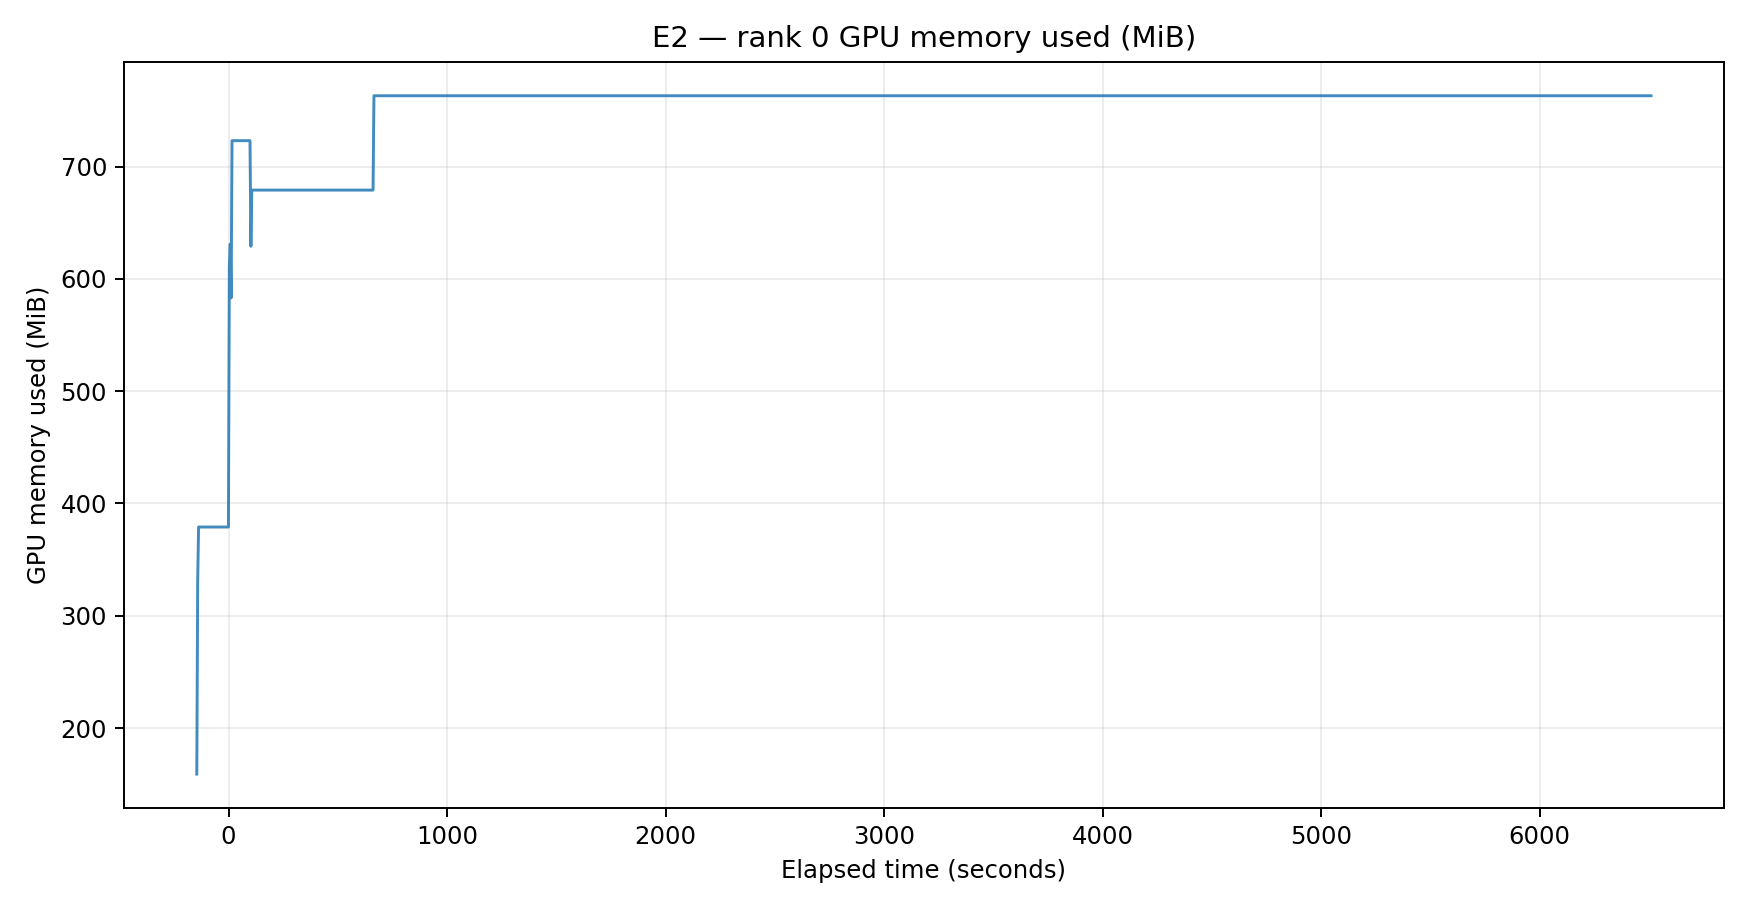 E2 — rank 0 GPU memory used (MiB)
GPU memory used (MiB)
700
600
500
400
300
200
0 1000 2000 3000 4000 5000 6000
Elapsed time (seconds)